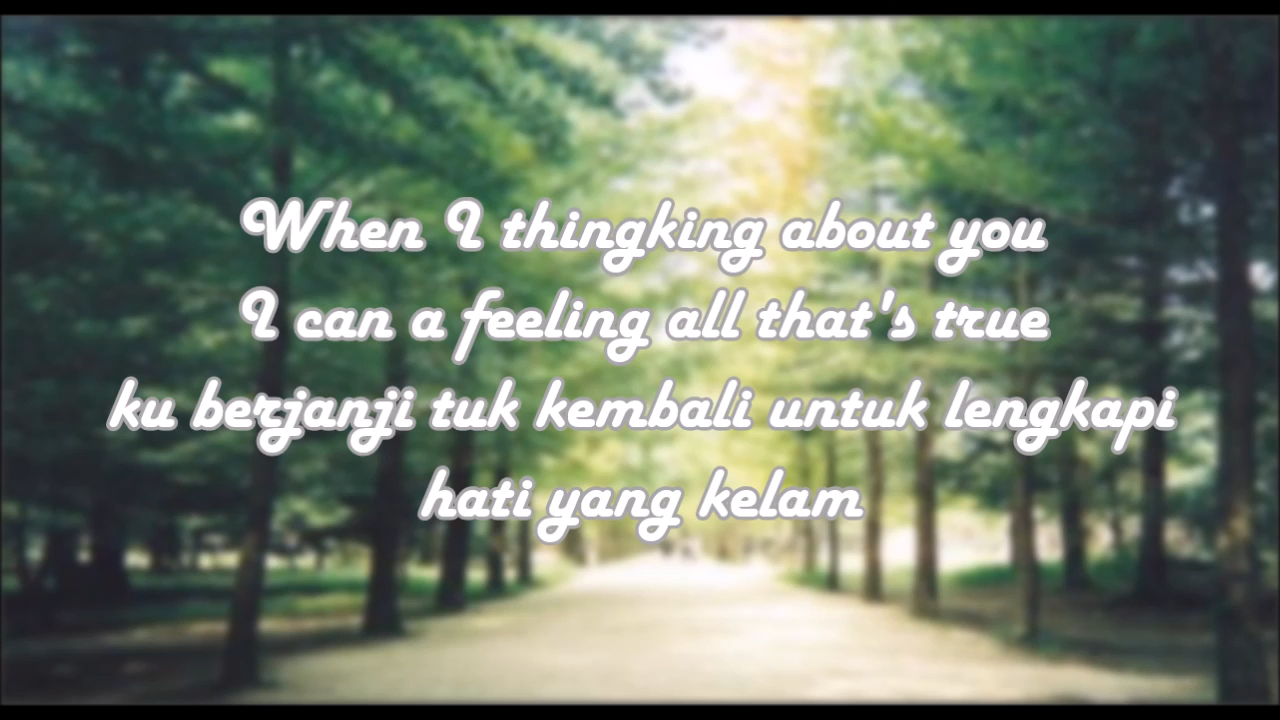 When I thingking about you
I can a feeling all that's true
ku berjanji tuk kembali untuk lengkapi
hati yang kelam